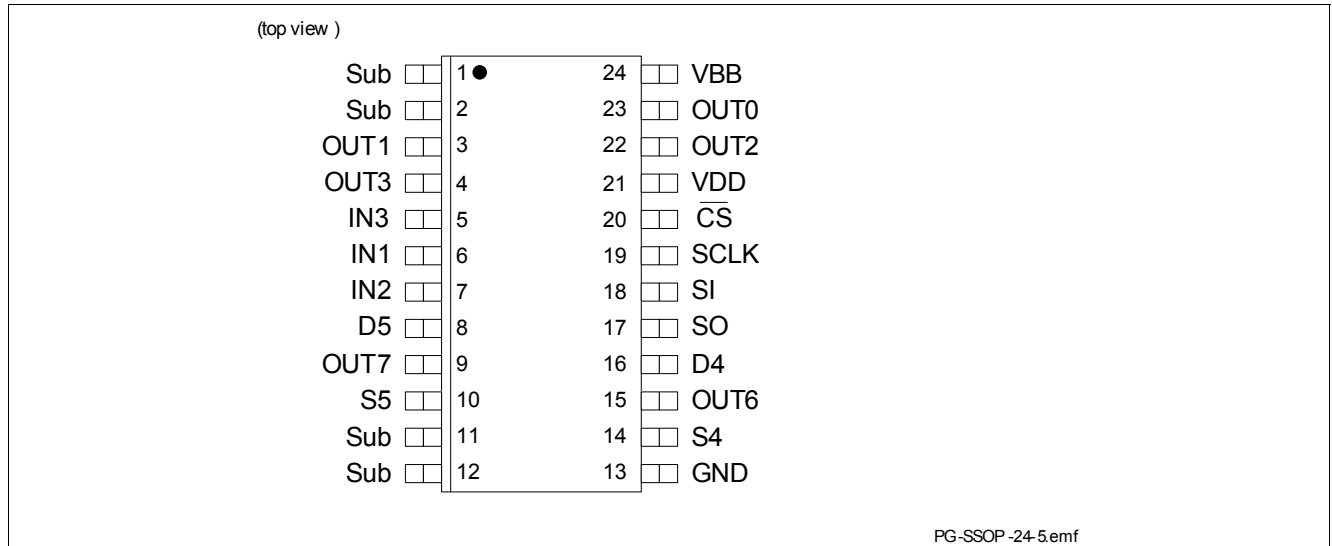 (top view )
Sub 1 24 VBB
Sub 2 23 OUT0
OUT1 3 22 OUT2
OUT3 4 21 VDD
IN3 5 20 C̅S̅
IN1 6 19 SCLK
IN2 7 18 SI
D5 8 17 SO
OUT7 9 16 D4
S5 10 15 OUT6
Sub 11 14 S4
Sub 12 13 GND
PG-SSOP -24-5.emf